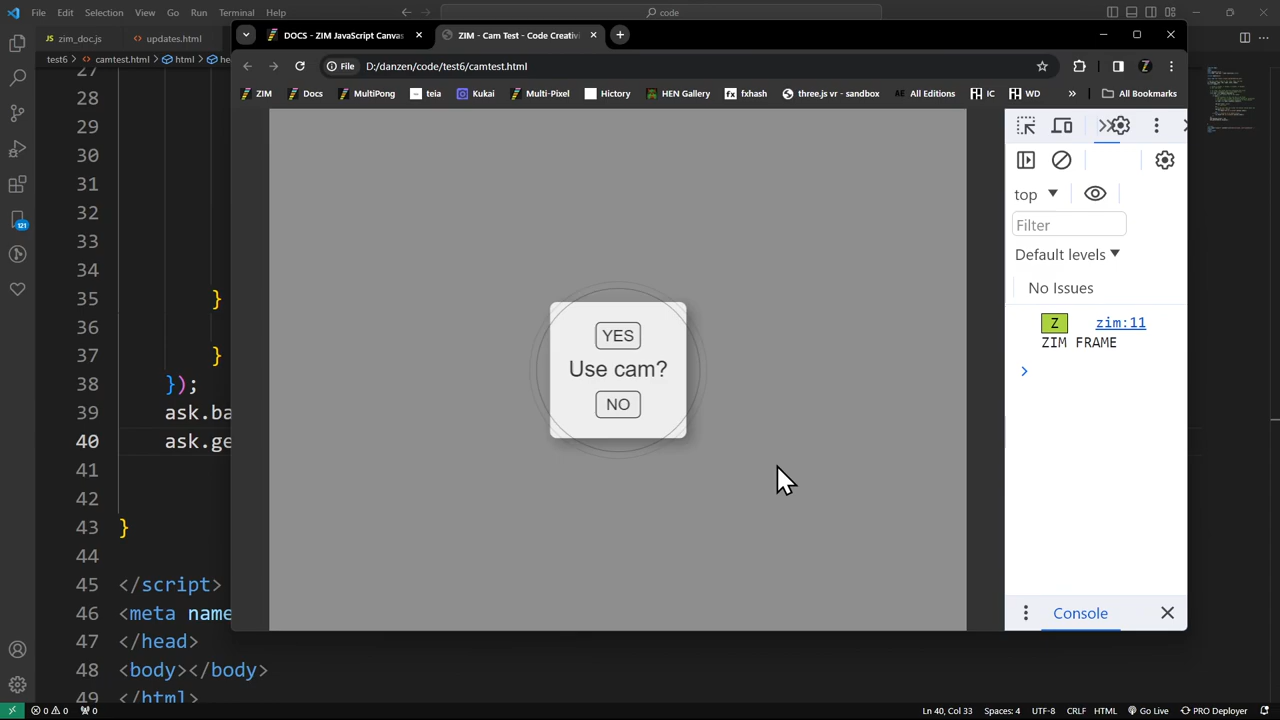 File Edit Selection View Go Run Terminal Help
code
zim_doc.js
updates.html
test6 > camtest.html > html >
DOCS - ZIM JavaScript Canvas
ZIM - Cam Test - Code Creativi
File D:/danzen/code/test6/camtest.html
ZIM Docs MultiPong teia Kukai Multi-Pixel Hictory HEN Gallery fxhash three.js vr - sandbox AE All Editions IC WD » All Bookmarks
27
28
29
30
31
32
33
34
35 }
36
37 }
38 });
39 ask.ba
40 ask.ge
41
42
43 }
44
45 </script>
46 <meta name
47 </head>
48 <body></body>
49 </html>
YES
Use cam?
NO
top
Filter
Default levels
No Issues
Z zim:11
ZIM FRAME
>
Console
121
0 0 0
Ln 40, Col 33 Spaces: 4 UTF-8 CRLF HTML Go Live PRO Deployer